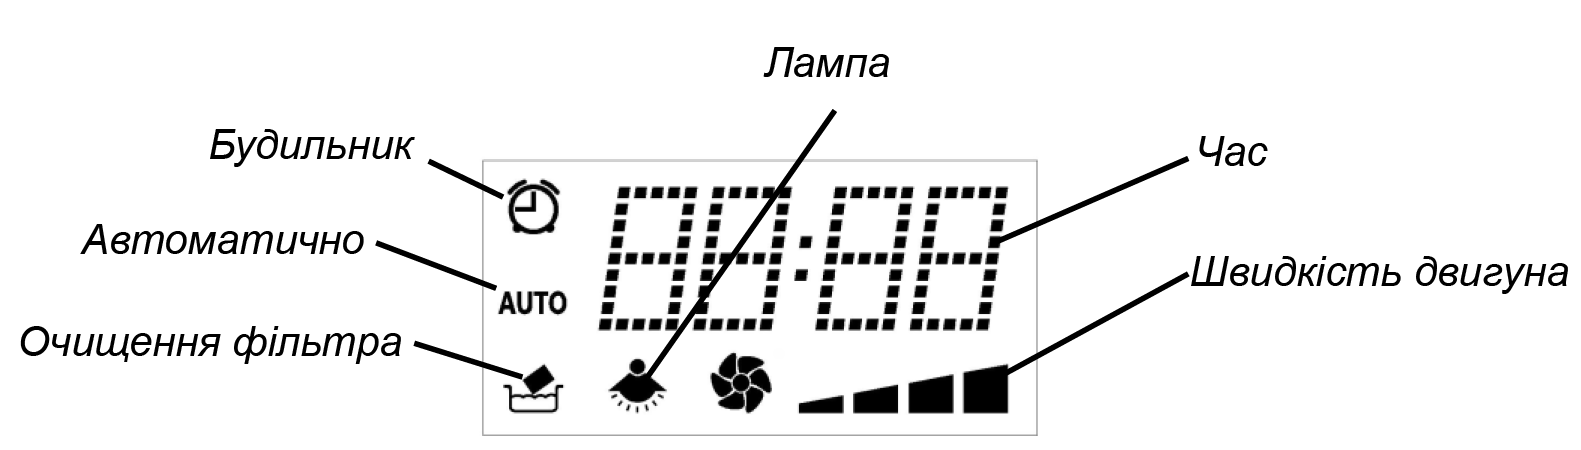 Лампа
Будильник
Час
Автоматично
88:88
Швидкість двигуна
AUTO
Очищення фільтра